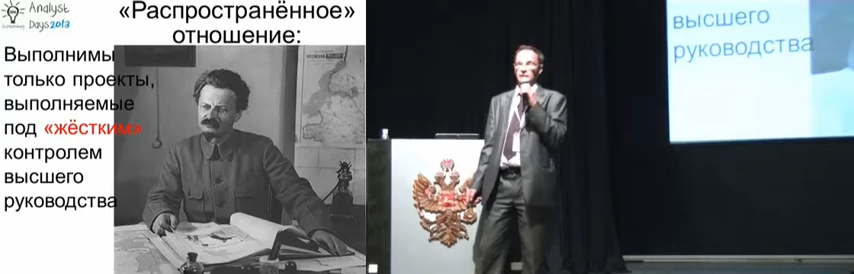 Analyst
Days 2013
«Распространённое»
отношение:
Выполнимы
только проекты,
выполняемые
под «жёстким»
контролем
высшего
руководства
высшего
руководства